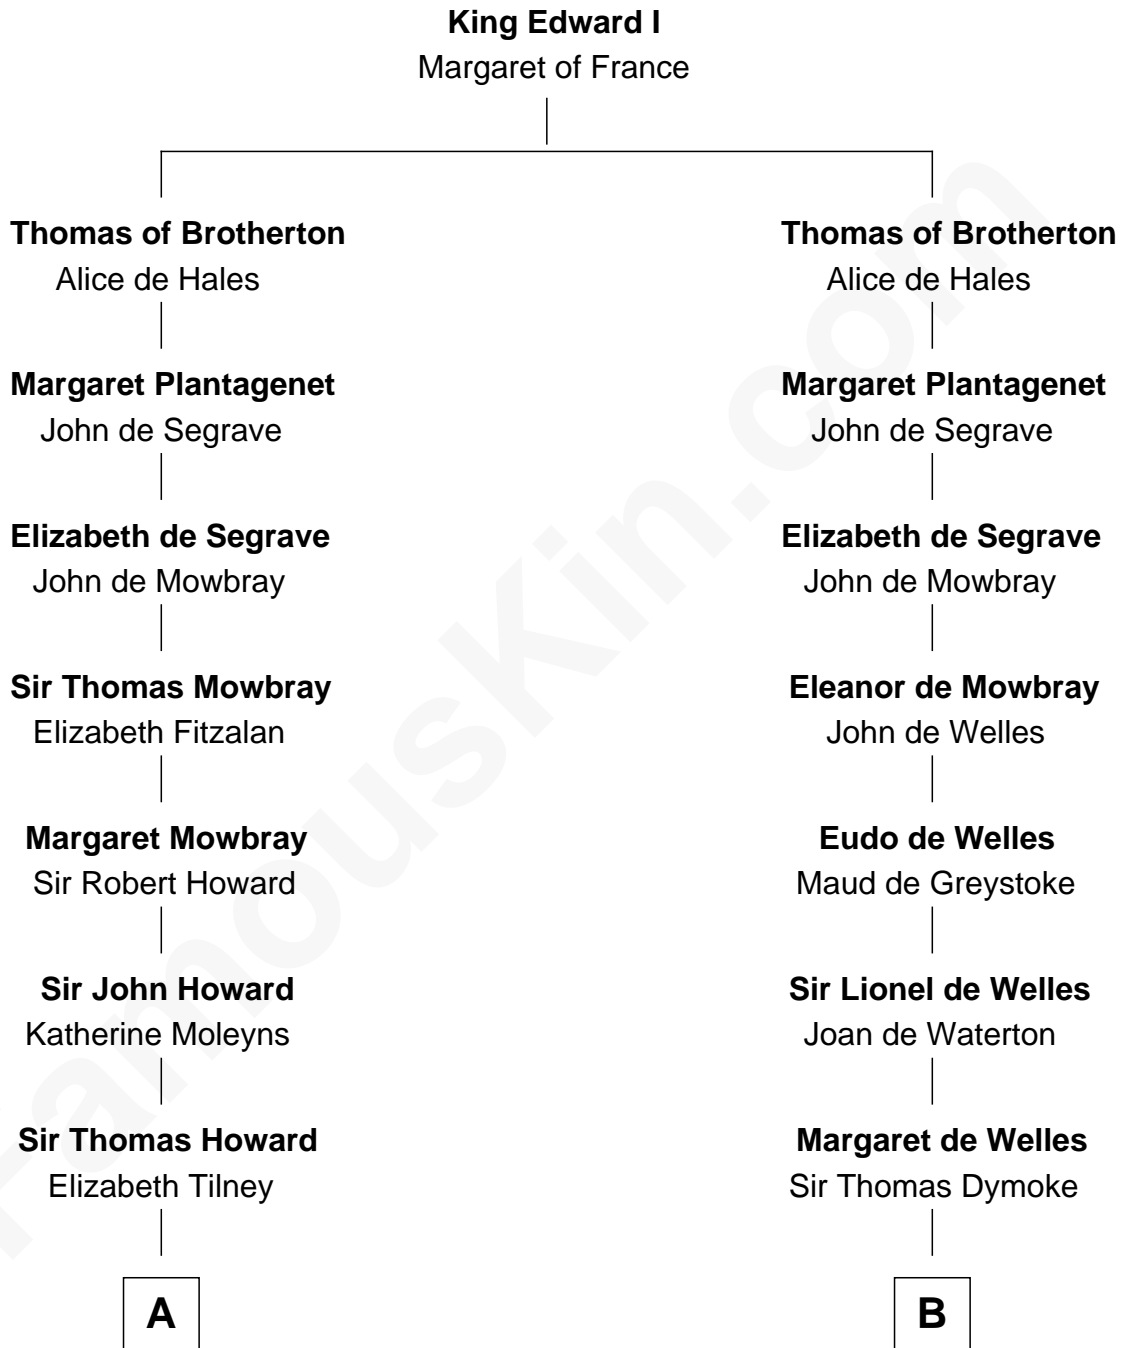 King Edward I
Margaret of France
Thomas of Brotherton
Alice de Hales
Thomas of Brotherton
Alice de Hales
Margaret Plantagenet
John de Segrave
Margaret Plantagenet
John de Segrave
Elizabeth de Segrave
John de Mowbray
Elizabeth de Segrave
John de Mowbray
Sir Thomas Mowbray
Elizabeth Fitzalan
Eleanor de Mowbray
John de Welles
Margaret Mowbray
Sir Robert Howard
Eudo de Welles
Maud de Greystoke
Sir John Howard
Katherine Moleyns
Sir Lionel de Welles
Joan de Waterton
Sir Thomas Howard
Elizabeth Tilney
Margaret de Welles
Sir Thomas Dymoke
A
B
FamousKin.com